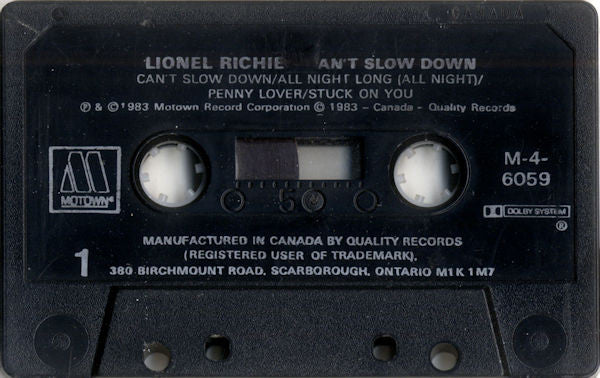 CANADA
LIONEL RICHIE AN'T SLOW DOWN
CAN'T SLOW DOWN/ALL NIGHT LONG (ALL NIGHT)/
PENNY LOVER/STUCK ON YOU
℗ & © 1983 Motown Record Corporation © 1983 – Canada - Quality Records
M-4-
6059
MOTOWN®
DOLBY SYSTEM
®
MANUFACTURED IN CANADA BY QUALITY RECORDS
(REGISTERED USER OF TRADEMARK),
1
380 BIRCHMOUNT ROAD, SCARBOROUGH, ONTARIO M1K 1M7